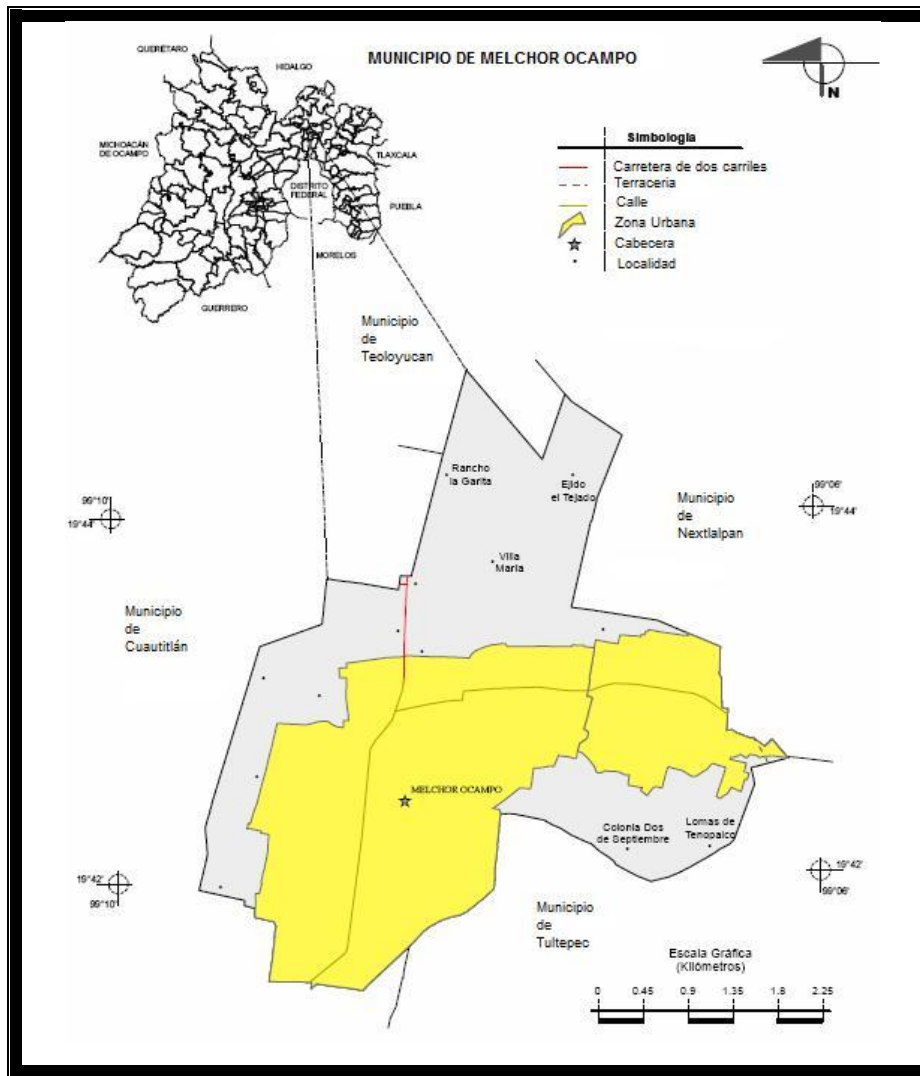 MUNICIPIO DE MELCHOR OCAMPO
QUERÉTARO
HIDALGO
MICHOACÁN
DE OCAMPO
TLAXCALA
DISTRITO
FEDERAL
PUEBLA
MORELOS
GUERRERO
N
Simbología
Carretera de dos carriles
Terraceria
Calle
Zona Urbana
Cabecera
Localidad
Municipio
de
Teoloyucan
Rancho
la Garita
Ejido
el Tejado
99°10'
19°44'
99°06'
19°44'
Municipio
de
Nextlalpan
Villa
María
Municipio
de
Cuautitlán
MELCHOR OCAMPO
Colonia Dos
de Septiembre
Lomas de
Tenopalco
19°42'
99°10'
19°42'
99°06'
Municipio
de
Tultepec
Escala Gráfica
(Kilómetros)
0 0.45 0.9 1.35 1.8 2.25